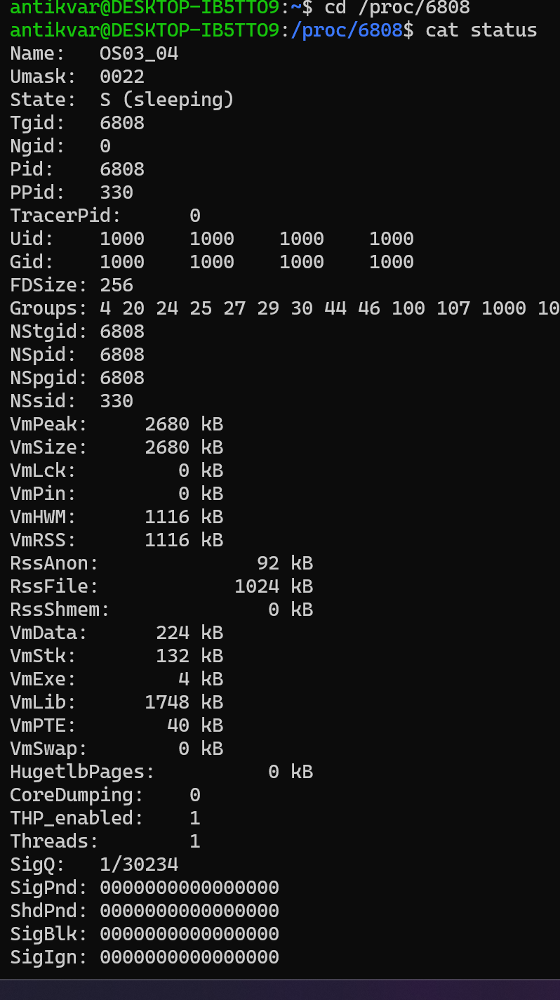 antikvar@DESKTOP-IB5TTO9:~$ cd /proc/6808
antikvar@DESKTOP-IB5TTO9:/proc/6808$ cat status
Name:   OS03_04
Umask:  0022
State:  S (sleeping)
Tgid:   6808
Ngid:   0
Pid:    6808
PPid:   330
TracerPid:      0
Uid:    1000    1000    1000    1000
Gid:    1000    1000    1000    1000
FDSize: 256
Groups: 4 20 24 25 27 29 30 44 46 100 107 1000 10
NStgid: 6808
NSpid:  6808
NSpgid: 6808
NSsid:  330
VmPeak:     2680 kB
VmSize:     2680 kB
VmLck:         0 kB
VmPin:         0 kB
VmHWM:      1116 kB
VmRSS:      1116 kB
RssAnon:              92 kB
RssFile:            1024 kB
RssShmem:              0 kB
VmData:      224 kB
VmStk:       132 kB
VmExe:         4 kB
VmLib:      1748 kB
VmPTE:        40 kB
VmSwap:        0 kB
HugetlbPages:          0 kB
CoreDumping:    0
THP_enabled:    1
Threads:        1
SigQ:   1/30234
SigPnd: 0000000000000000
ShdPnd: 0000000000000000
SigBlk: 0000000000000000
SigIgn: 0000000000000000